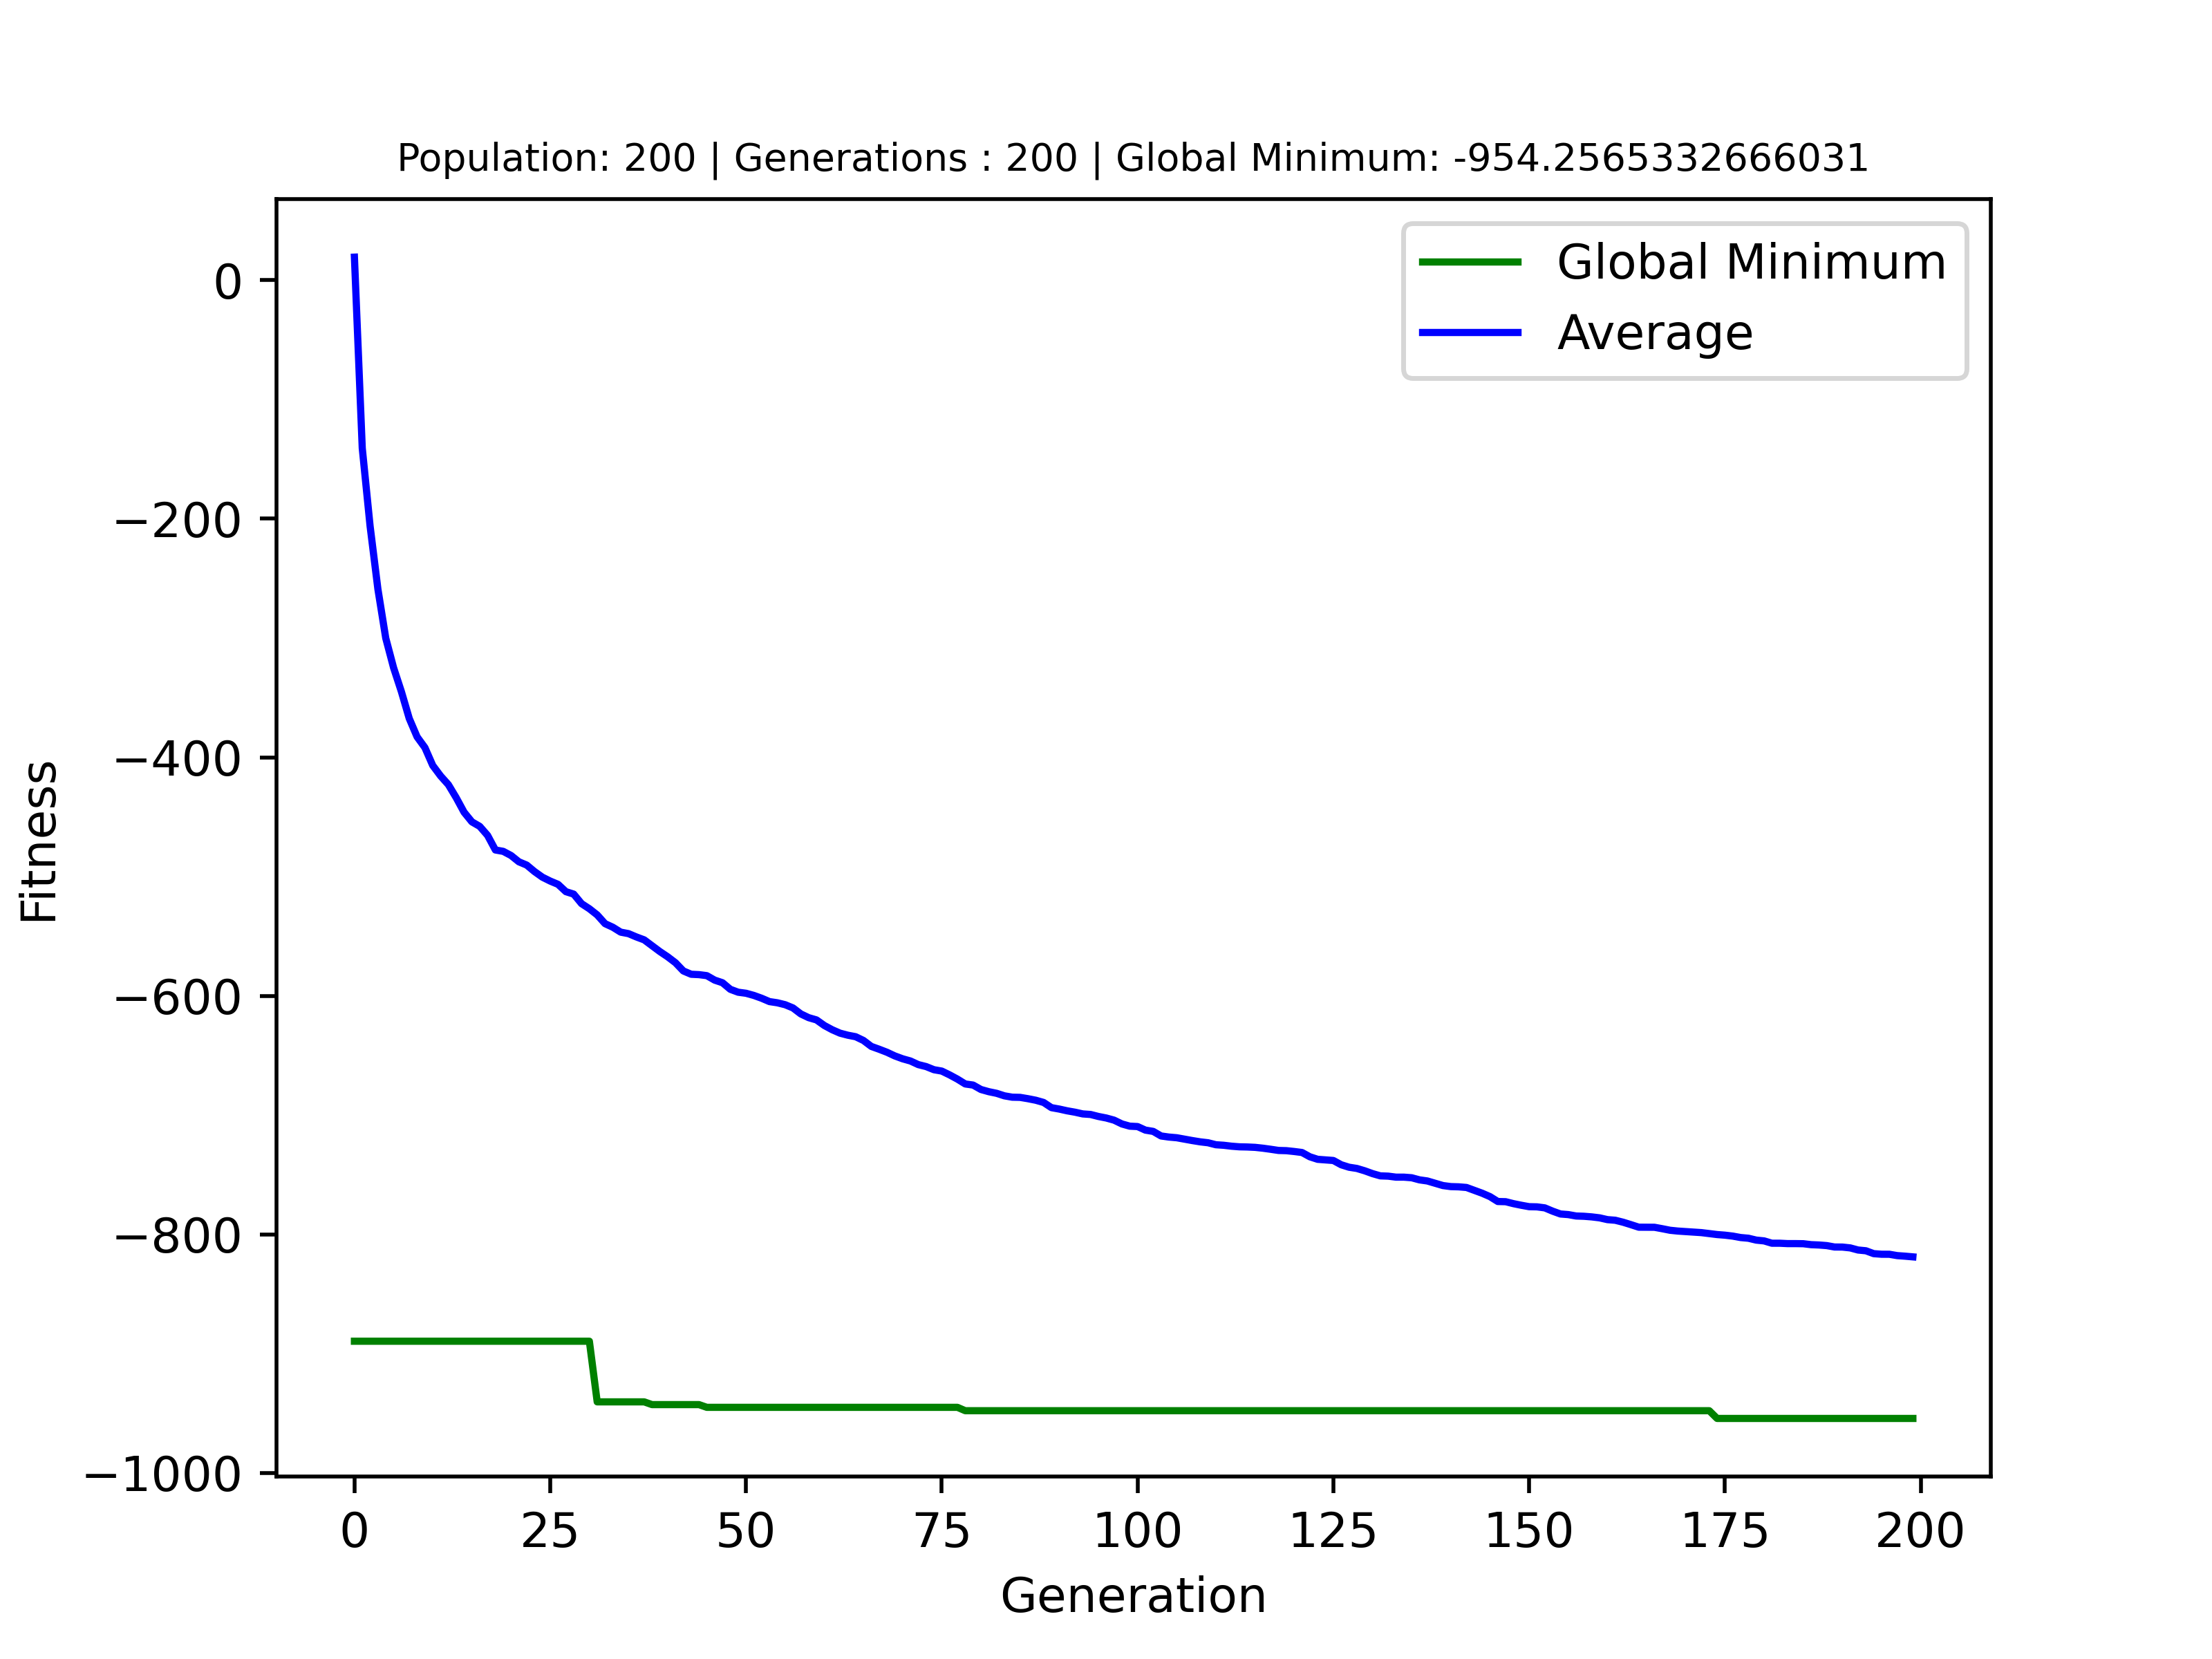 Population: 200 | Generations : 200 | Global Minimum: -954.2565332666031
Global Minimum
Average
0
−200
−400
−600
−800
−1000
Fitness
0 25 50 75 100 125 150 175 200
Generation